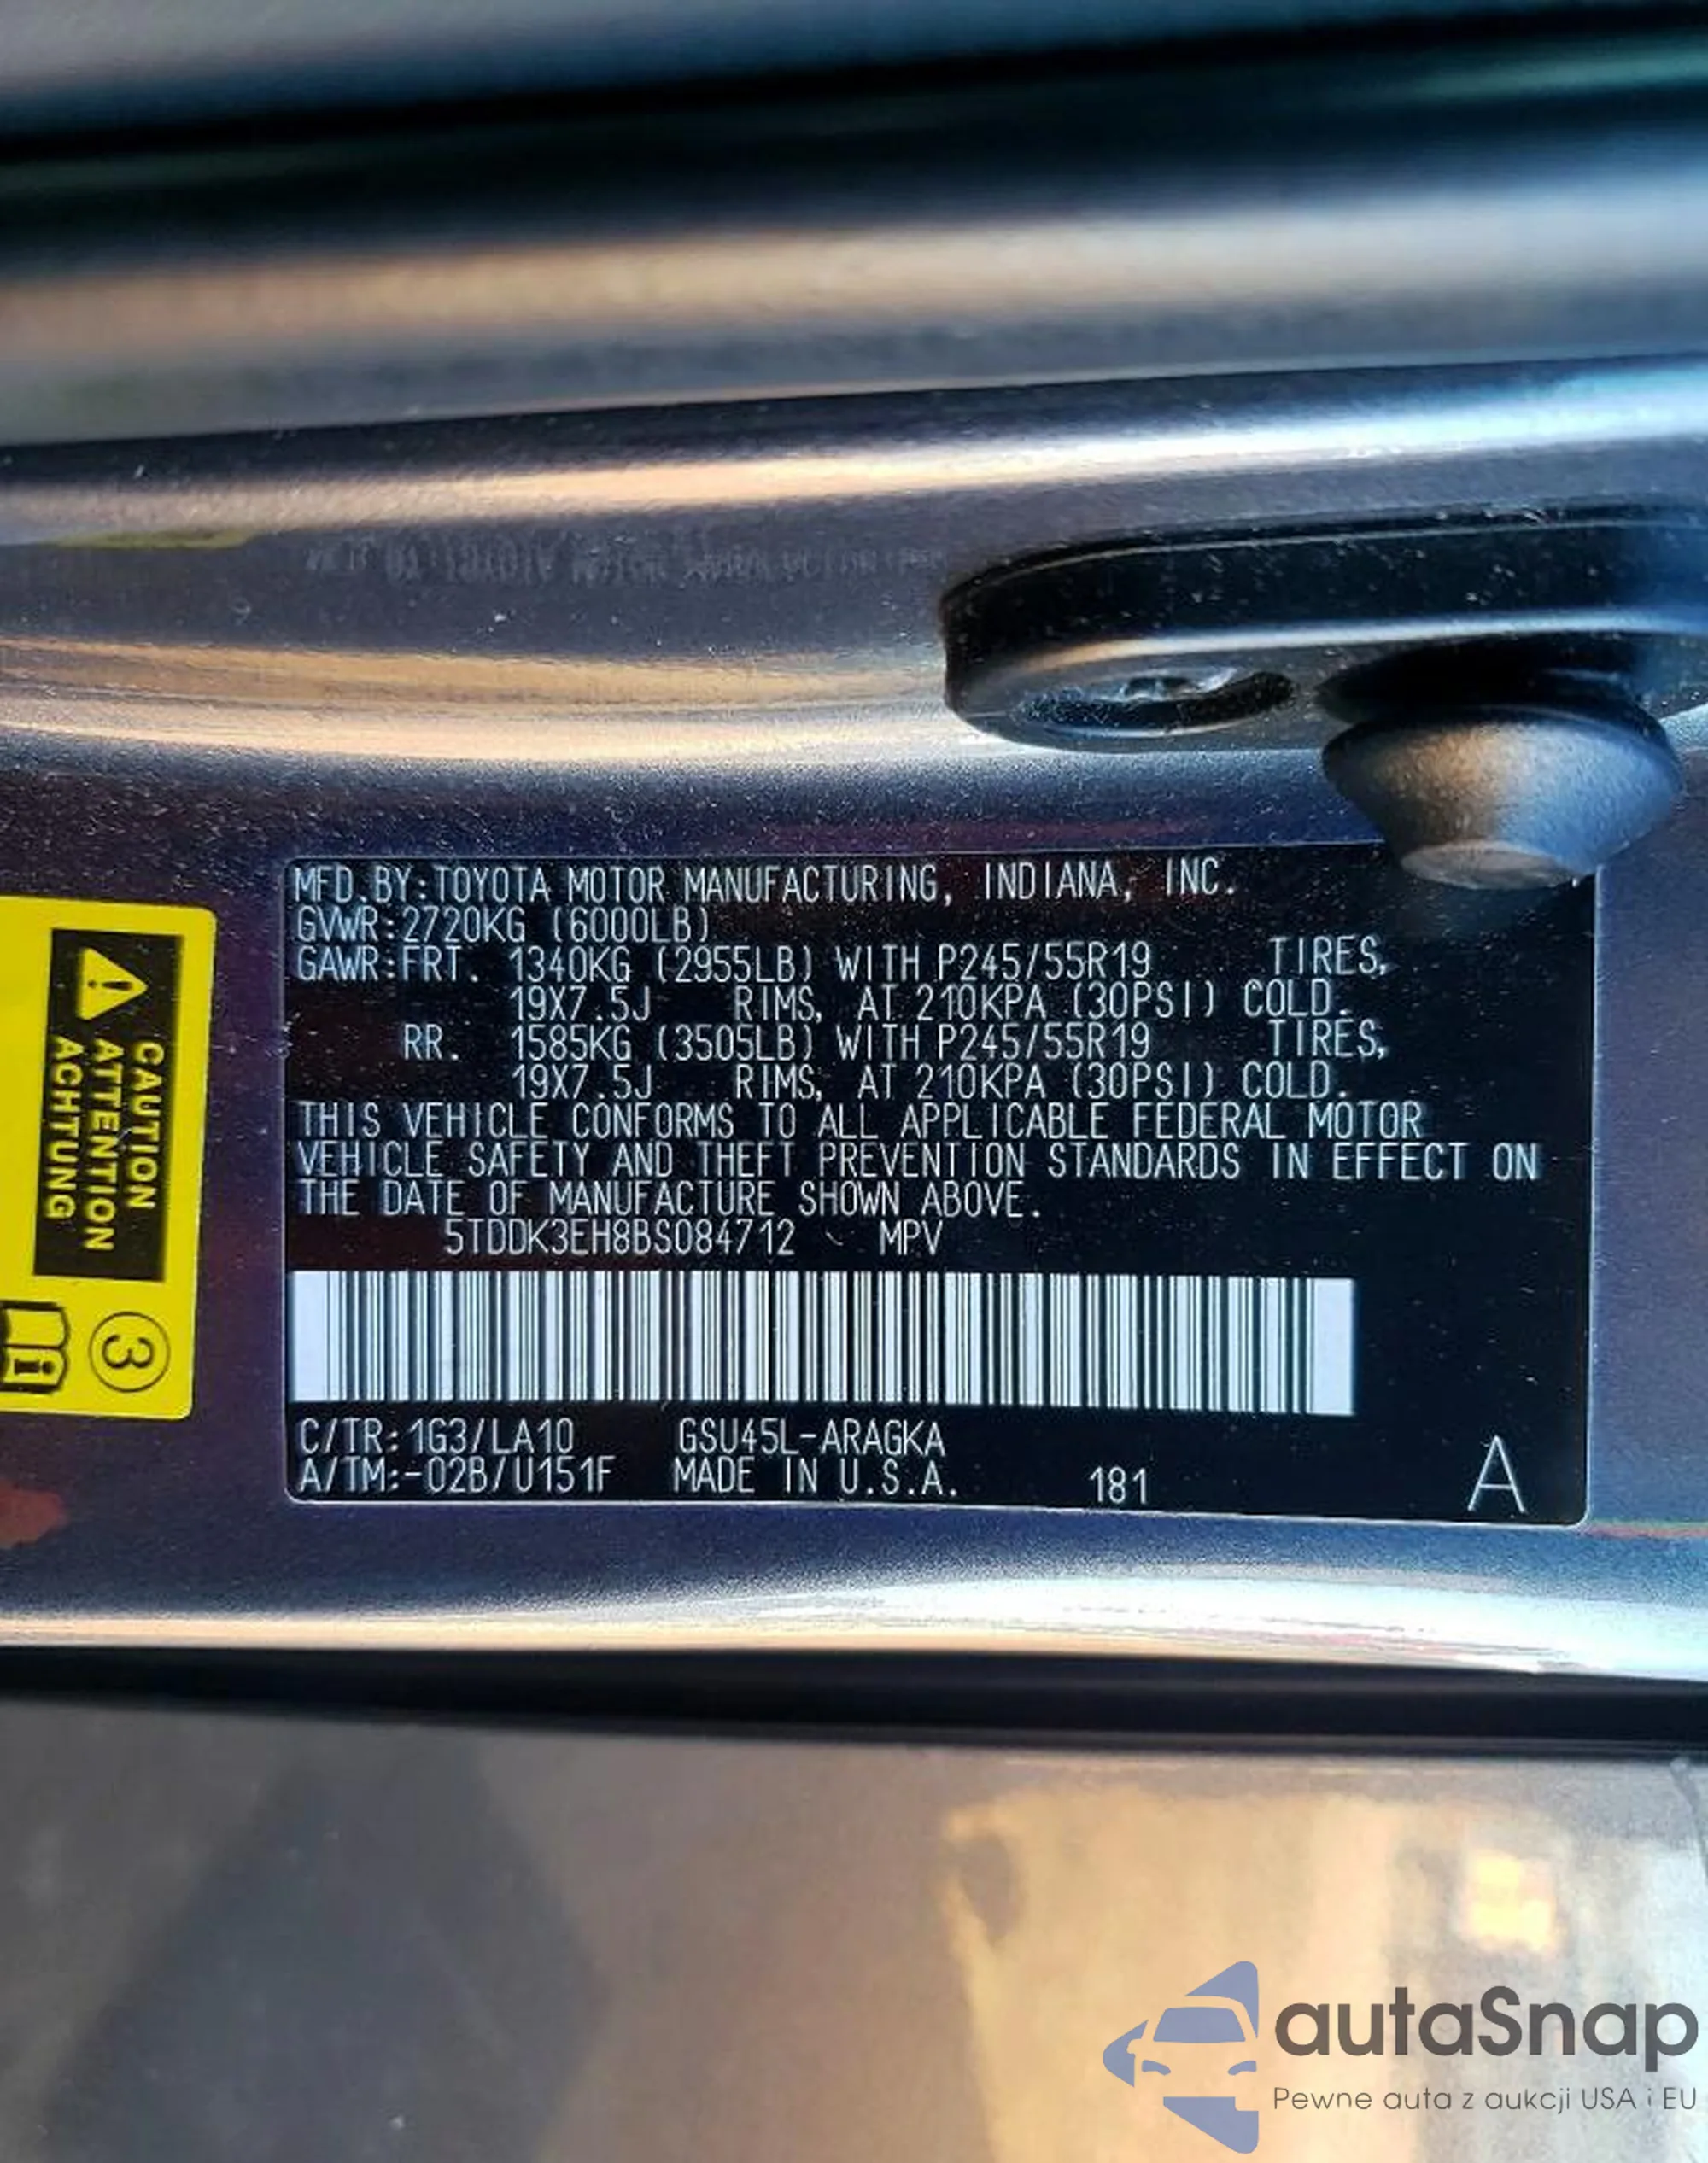 MFD.BY:TOYOTA MOTOR MANUFACTURING, INDIANA, INC.
GVWR:2720KG (6000LB)
GAWR:FRT. 1340KG (2955LB) WITH P245/55R19 TIRES,
19X7.5J RIMS, AT 210KPA (30PSI) COLD.
RR. 1585KG (3505LB) WITH P245/55R19 TIRES,
19X7.5J RIMS, AT 210KPA (30PSI) COLD.
THIS VEHICLE CONFORMS TO ALL APPLICABLE FEDERAL MOTOR
VEHICLE SAFETY AND THEFT PREVENTION STANDARDS IN EFFECT ON
THE DATE OF MANUFACTURE SHOWN ABOVE.
5TDDK3EH8BS084712 MPV
C/TR:1G3/LA10 GSU45L-ARAGKA
A/TM:-02B/U151F MADE IN U.S.A. 181 A
CAUTION
ATTENTION
ACHTUNG
3
autaSnap
Pewne auta z aukcji USA i EU